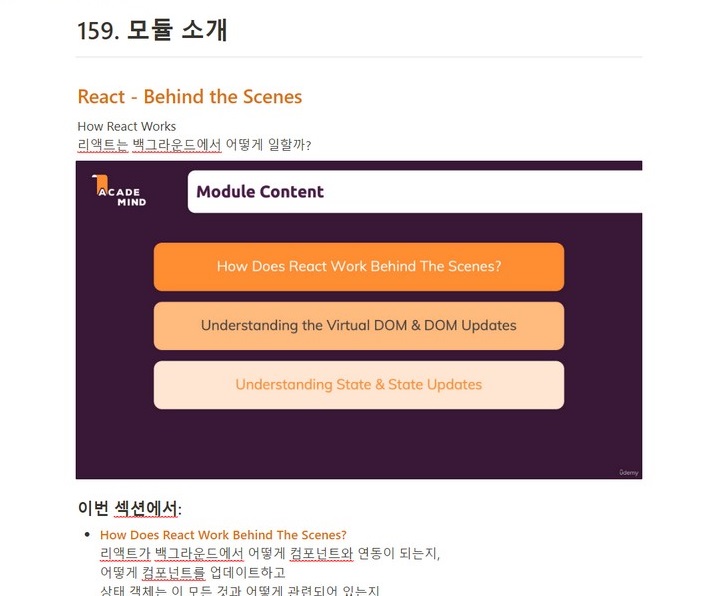 159. 모듈 소개
React - Behind the Scenes
How React Works
리액트는 백그라운드에서 어떻게 일할까?
ACADE
MIND
Module Content
How Does React Work Behind The Scenes?
Understanding the Virtual DOM & DOM Updates
Understanding State & State Updates
Udemy
이번 섹션에서:
How Does React Work Behind The Scenes?
리액트가 백그라운드에서 어떻게 컴포넌트와 연동이 되는지,
어떻게 컴포넌트를 업데이트하고
상태 객체는 이 모든 것과 어떻게 관련되어 있는지